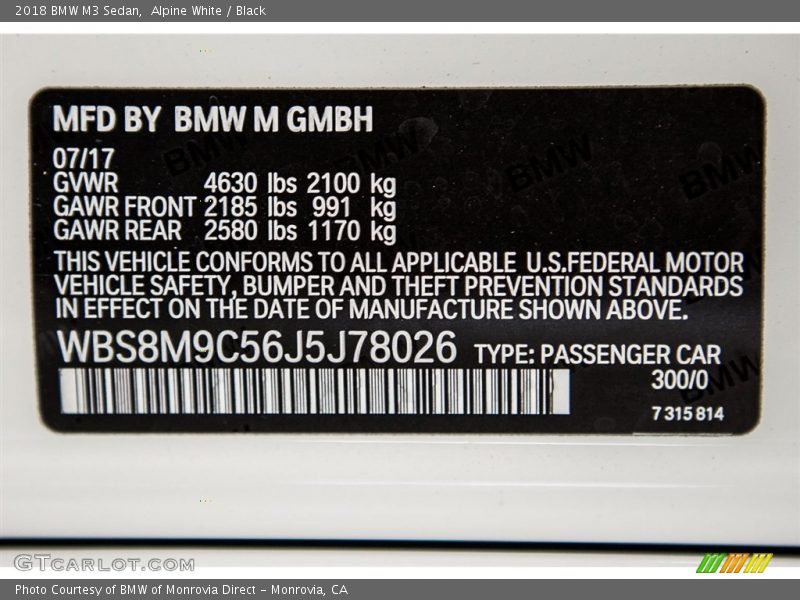 2018 BMW M3 Sedan, Alpine White / Black
MFD BY BMW M GMBH
07/17
GVWR 4630 lbs 2100 kg
GAWR FRONT 2185 lbs 991 kg
GAWR REAR 2580 lbs 1170 kg
THIS VEHICLE CONFORMS TO ALL APPLICABLE U.S.FEDERAL MOTOR
VEHICLE SAFETY, BUMPER AND THEFT PREVENTION STANDARDS
IN EFFECT ON THE DATE OF MANUFACTURE SHOWN ABOVE.
WBS8M9C56J5J78026 TYPE: PASSENGER CAR
300/0
7 315 814
GTCARLOT.COM
Photo Courtesy of BMW of Monrovia Direct - Monrovia, CA